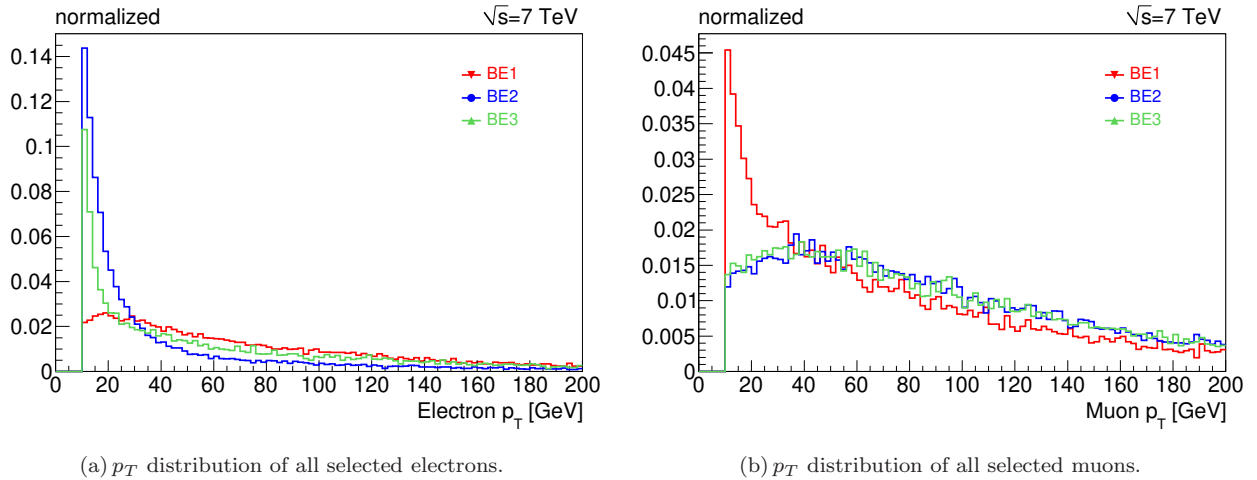 normalized
√s=7 TeV
0.14
0.12
0.1
0.08
0.06
0.04
0.02
0
BE1
BE2
BE3
0 20 40 60 80 100 120 140 160 180 200
Electron p_T [GeV]
(a) p_T distribution of all selected electrons.
normalized
√s=7 TeV
0.045
0.04
0.035
0.03
0.025
0.02
0.015
0.01
0.005
0
BE1
BE2
BE3
0 20 40 60 80 100 120 140 160 180 200
Muon p_T [GeV]
(b) p_T distribution of all selected muons.